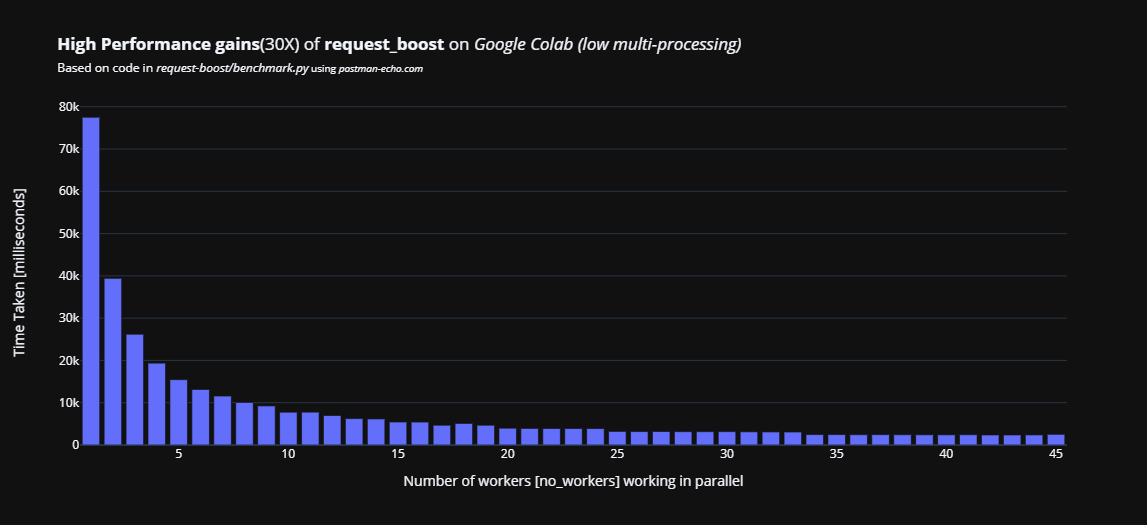 High Performance gains(30X) of request_boost on Google Colab (low multi-processing)
Based on code in request-boost/benchmark.py using postman-echo.com
80k
70k
60k
50k
40k
30k
20k
10k
0
Time Taken [milliseconds]
5 10 15 20 25 30 35 40 45
Number of workers [no_workers] working in parallel